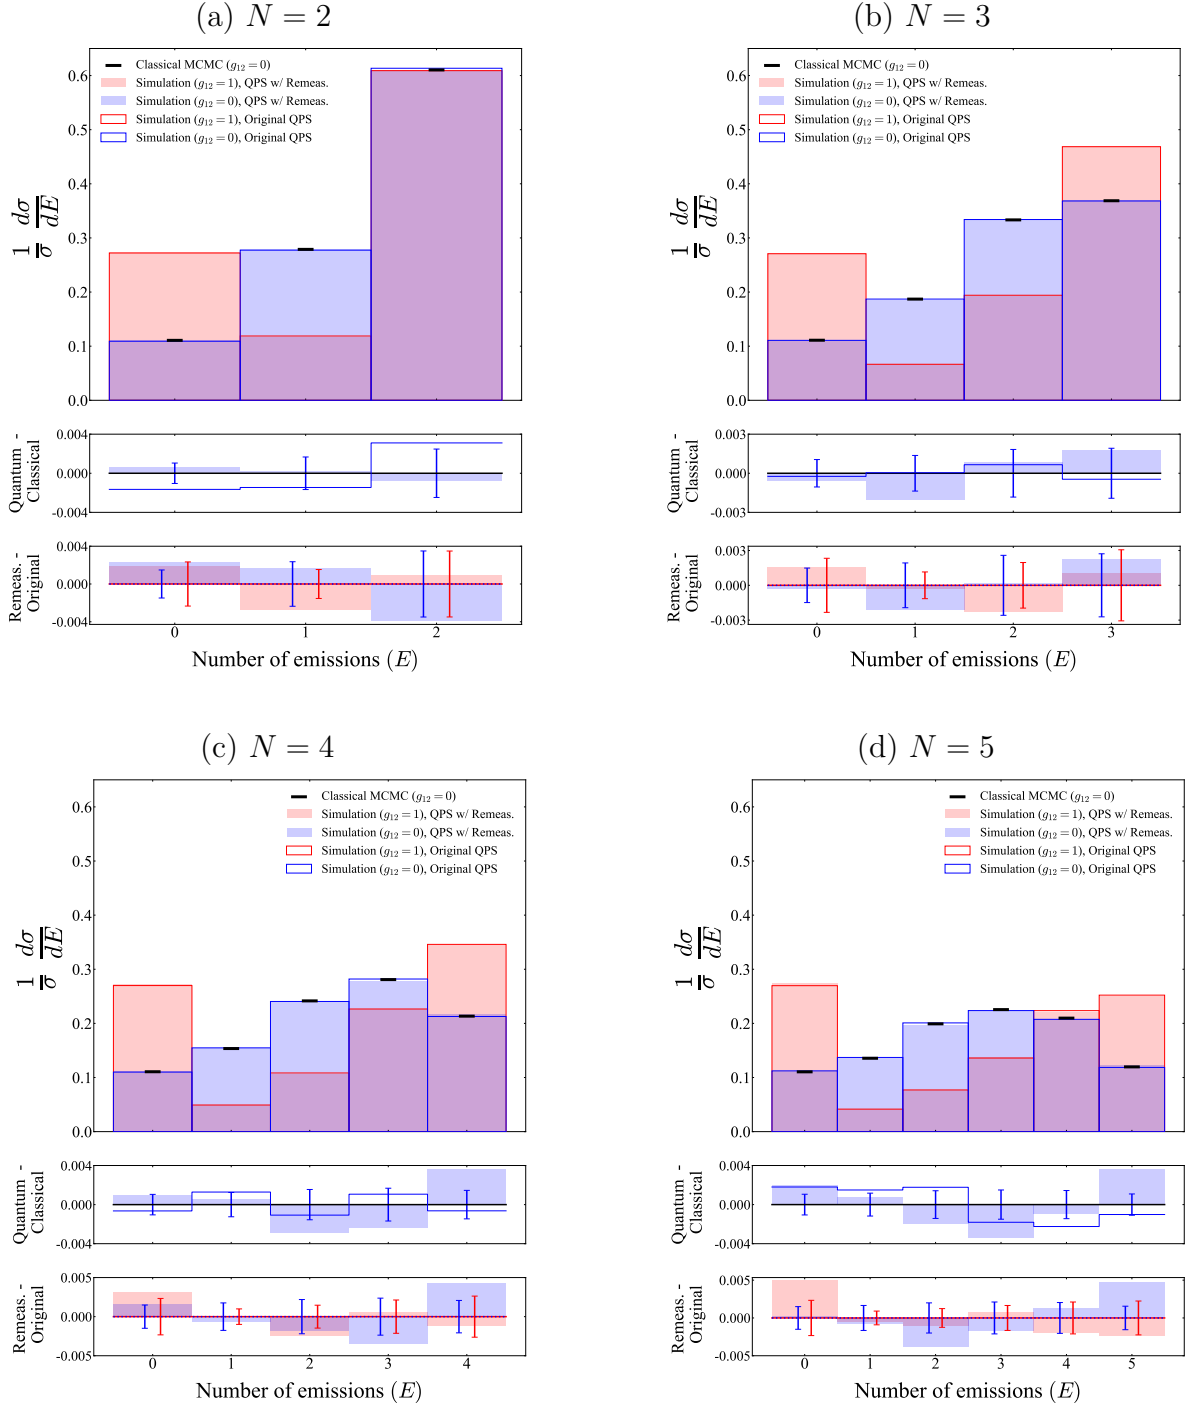 (a) N = 2
Classical MCMC (g₁₂ = 0)
Simulation (g₁₂ = 1), QPS w/ Remeas.
Simulation (g₁₂ = 0), QPS w/ Remeas.
Simulation (g₁₂ = 1), Original QPS
Simulation (g₁₂ = 0), Original QPS
1/σ dσ/dE
0.6
0.5
0.4
0.3
0.2
0.1
0.0
Quantum -
Classical
0.004
0.000
-0.004
Remeas. -
Original
0.004
0.000
-0.004
0 1 2
Number of emissions (E)
(b) N = 3
Classical MCMC (g₁₂ = 0)
Simulation (g₁₂ = 1), QPS w/ Remeas.
Simulation (g₁₂ = 0), QPS w/ Remeas.
Simulation (g₁₂ = 1), Original QPS
Simulation (g₁₂ = 0), Original QPS
1/σ dσ/dE
0.6
0.5
0.4
0.3
0.2
0.1
0.0
Quantum -
Classical
0.003
0.000
-0.003
Remeas. -
Original
0.003
0.000
-0.003
0 1 2 3
Number of emissions (E)
(c) N = 4
Classical MCMC (g₁₂ = 0)
Simulation (g₁₂ = 1), QPS w/ Remeas.
Simulation (g₁₂ = 0), QPS w/ Remeas.
Simulation (g₁₂ = 1), Original QPS
Simulation (g₁₂ = 0), Original QPS
1/σ dσ/dE
0.6
0.5
0.4
0.3
0.2
0.1
0.0
Quantum -
Classical
0.004
0.000
-0.004
Remeas. -
Original
0.005
0.000
-0.005
0 1 2 3 4
Number of emissions (E)
(d) N = 5
Classical MCMC (g₁₂ = 0)
Simulation (g₁₂ = 1), QPS w/ Remeas.
Simulation (g₁₂ = 0), QPS w/ Remeas.
Simulation (g₁₂ = 1), Original QPS
Simulation (g₁₂ = 0), Original QPS
1/σ dσ/dE
0.6
0.5
0.4
0.3
0.2
0.1
0.0
Quantum -
Classical
0.004
0.000
-0.004
Remeas. -
Original
0.005
0.000
-0.005
0 1 2 3 4 5
Number of emissions (E)